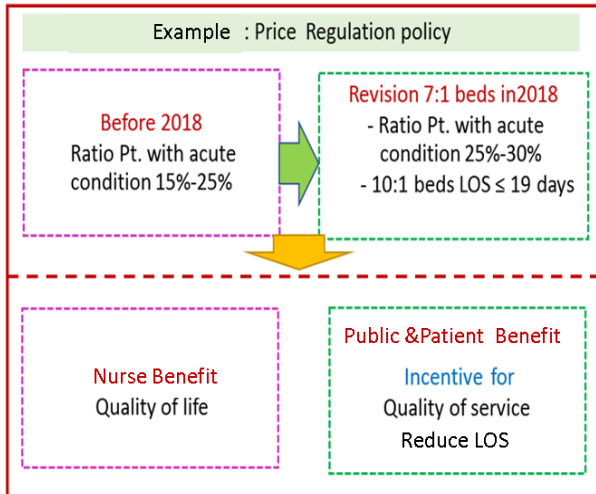 Example : Price Regulation policy
Before 2018
Ratio Pt. with acute
condition 15%-25%
Revision 7:1 beds in2018
- Ratio Pt. with acute
condition 25%-30%
- 10:1 beds LOS ≤ 19 days
Nurse Benefit
Quality of life
Public &Patient Benefit
Incentive for
Quality of service
Reduce LOS